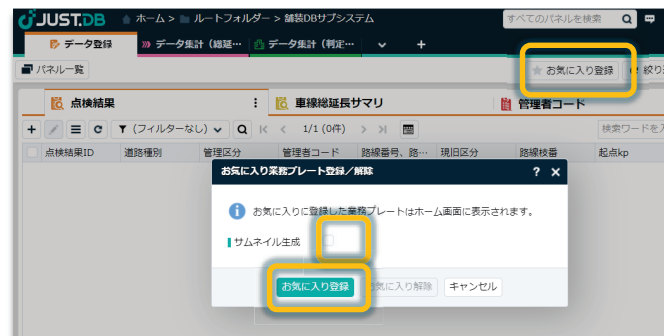 JUST.DB ホーム > ルートフォルダー > 舗装DBサブシステム すべてのパネルを検索
データ登録 データ集計（総延… データ集計（判定… +
パネル一覧 お気に入り登録 絞り
点検結果 車線総延長サマリ 管理者コード
(フィルターなし) 1/1 (0件) 検索ワードを入
点検結果ID 道路種別 管理区分 管理者コード 路線番号、路… 現旧区分 路線枝番 起点kp
お気に入り業務プレート登録／解除 ? ×
お気に入りに登録した業務プレートはホーム画面に表示されます。
サムネイル生成
お気に入り登録 お気に入り解除 キャンセル